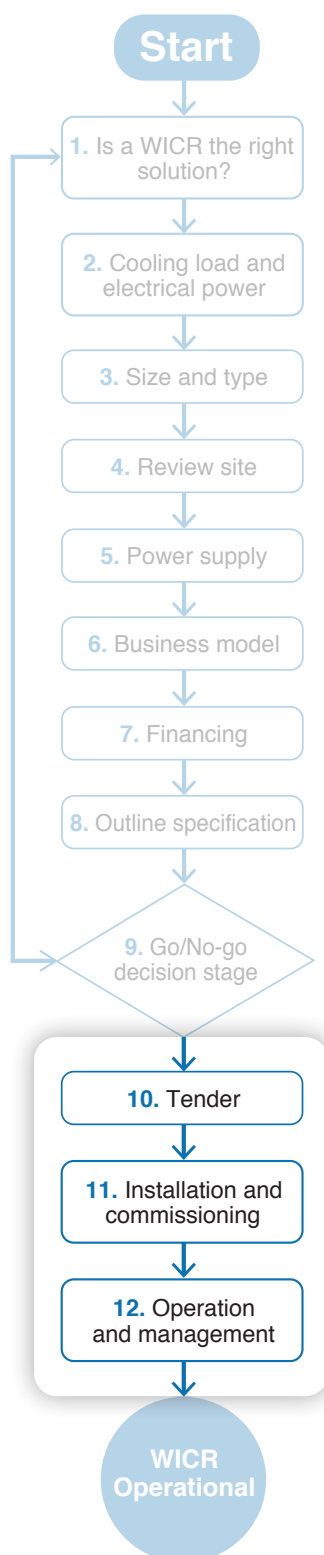 Start
1. Is a WICR the right
solution?
2. Cooling load and
electrical power
3. Size and type
4. Review site
5. Power supply
6. Business model
7. Financing
8. Outline specification
9. Go/No-go
decision stage
10. Tender
11. Installation and
commissioning
12. Operation
and management
WICR
Operational